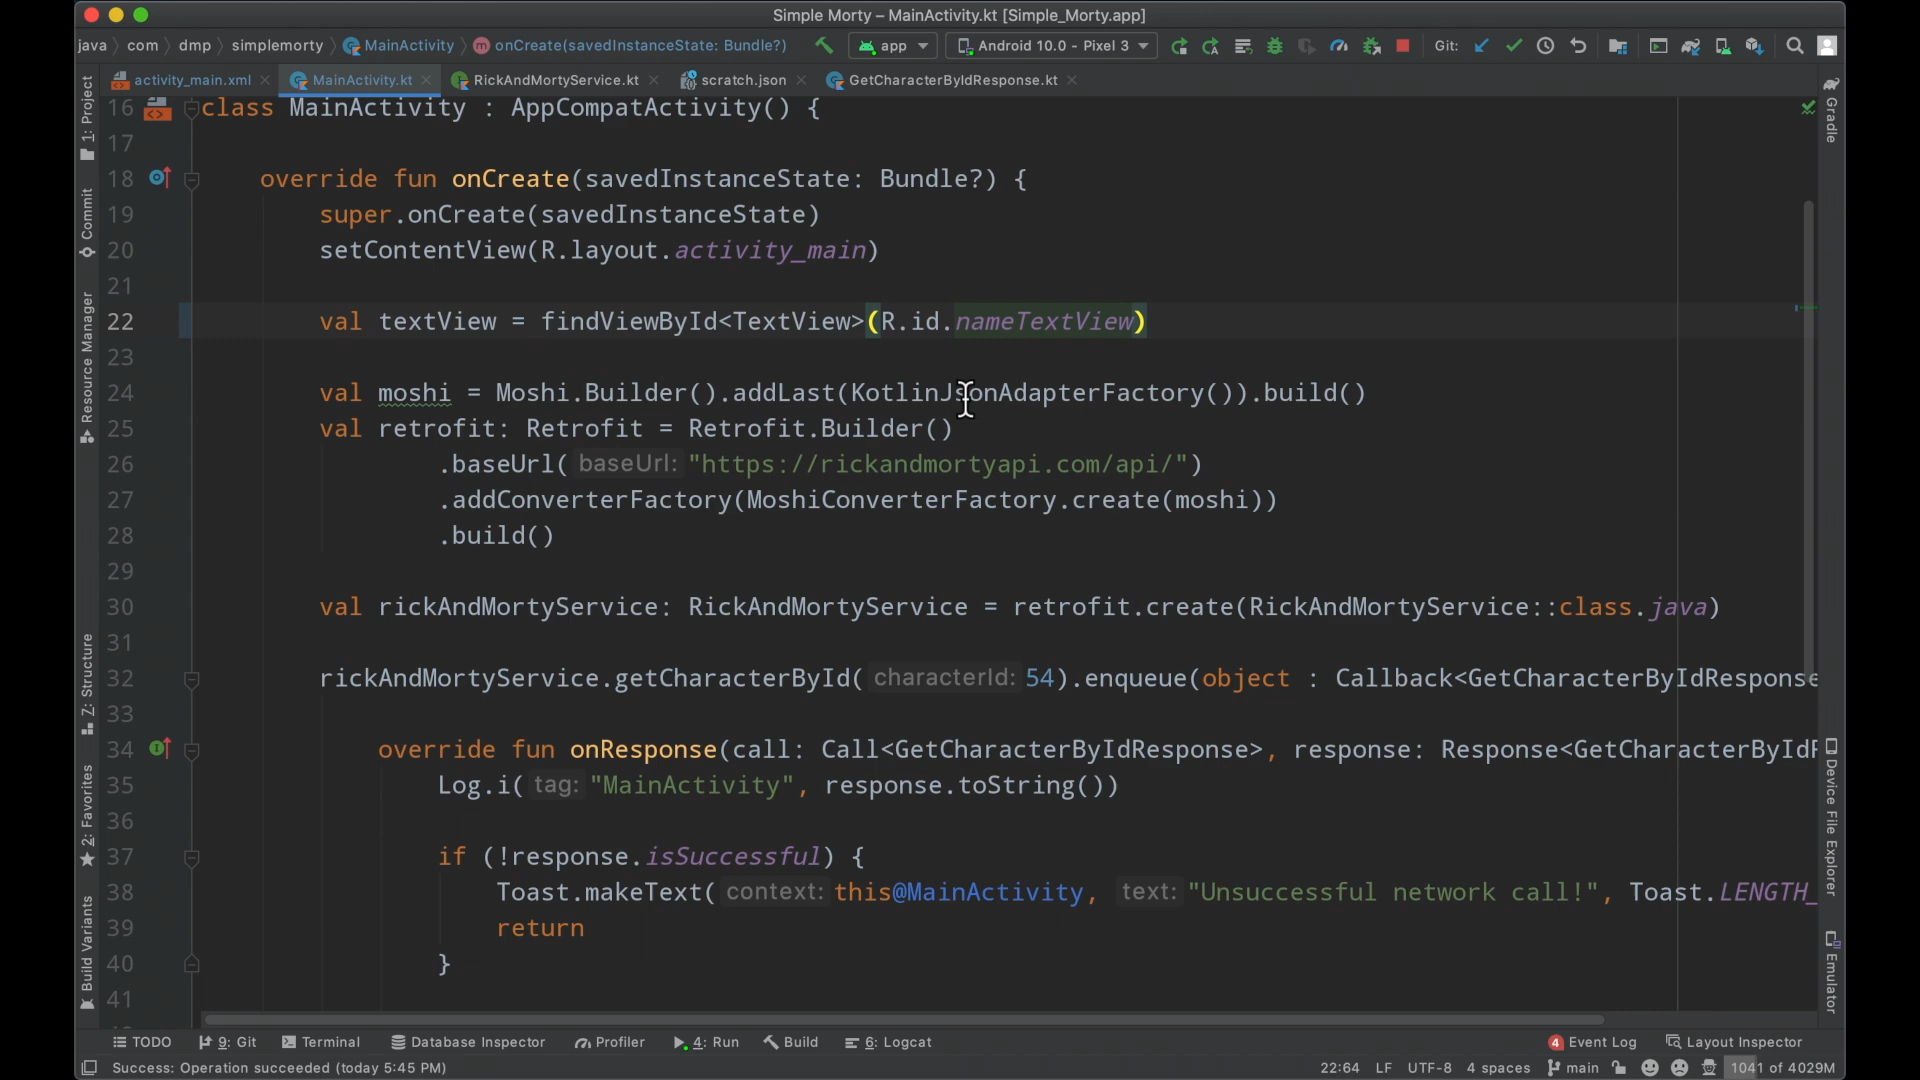 Simple Morty – MainActivity.kt [Simple_Morty.app]
java com dmp simplemorty MainActivity onCreate(savedInstanceState: Bundle?) app Android 10.0 - Pixel 3 Git:
activity_main.xml MainActivity.kt RickAndMortyService.kt scratch.json GetCharacterByIdResponse.kt
1: Project
Commit
Resource Manager
Z: Structure
2: Favorites
Build Variants
16 class MainActivity : AppCompatActivity() {
17
18 override fun onCreate(savedInstanceState: Bundle?) {
19 super.onCreate(savedInstanceState)
20 setContentView(R.layout.activity_main)
21
22 val textView = findViewById<TextView>(R.id.nameTextView)
23
24 val moshi = Moshi.Builder().addLast(KotlinJsonAdapterFactory()).build()
25 val retrofit: Retrofit = Retrofit.Builder()
26 .baseUrl( baseUrl: "https://rickandmortyapi.com/api/")
27 .addConverterFactory(MoshiConverterFactory.create(moshi))
28 .build()
29
30 val rickAndMortyService: RickAndMortyService = retrofit.create(RickAndMortyService::class.java)
31
32 rickAndMortyService.getCharacterById( characterId: 54).enqueue(object : Callback<GetCharacterByIdResponse
33
34 override fun onResponse(call: Call<GetCharacterByIdResponse>, response: Response<GetCharacterByIdR
35 Log.i( tag: "MainActivity", response.toString())
36
37 if (!response.isSuccessful) {
38 Toast.makeText( context: this@MainActivity, text: "Unsuccessful network call!", Toast.LENGTH_
39 return
40 }
41
Gradle
Device File Explorer
Emulator
TODO 9: Git Terminal Database Inspector Profiler 4: Run Build 6: Logcat 4 Event Log Layout Inspector
Success: Operation succeeded (today 5:45 PM) 22:64 LF UTF-8 4 spaces main 1041 of 4029M